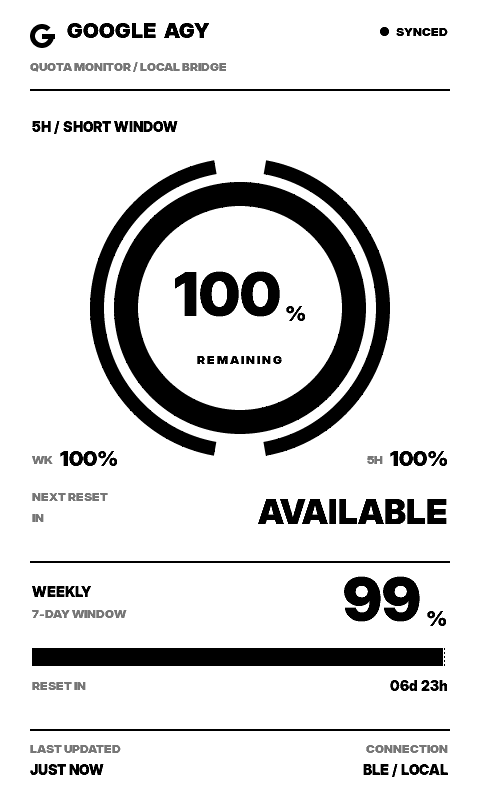 GOOGLE AGY
SYNCED
QUOTA MONITOR / LOCAL BRIDGE
5H / SHORT WINDOW
100%
REMAINING
WK 100%
5H 100%
NEXT RESET
IN
AVAILABLE
WEEKLY
7-DAY WINDOW
99%
RESET IN
06d 23h
LAST UPDATED
JUST NOW
CONNECTION
BLE / LOCAL